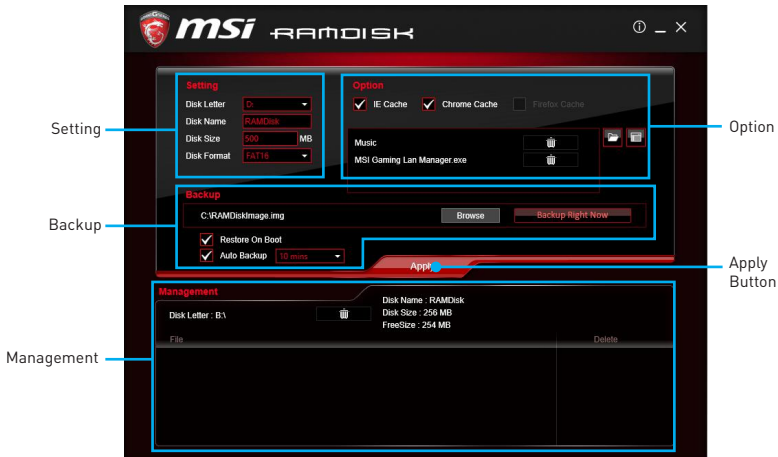 msi RAMDISK
Setting
Option
Disk Letter D:
IE Cache Chrome Cache Firefox Cache
Disk Name RAMDisk
Setting
Disk Size 500 MB
Option
Disk Format FAT16
Music
MSI Gaming Lan Manager.exe
Backup
C:\RAMDiskImage.img Browse Backup Right Now
Backup
Restore On Boot
Auto Backup 10 mins
Apply
Apply
Button
Management
Disk Letter : B:\
Disk Name : RAMDisk
Disk Size : 256 MB
FreeSize : 254 MB
File Delete
Management